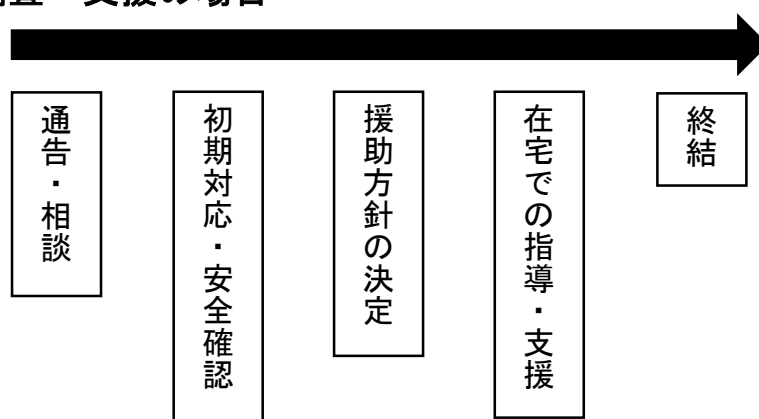 支援の場合
通告・相談
初期対応・安全確認
援助方針の決定
在宅での指導・支援
終結